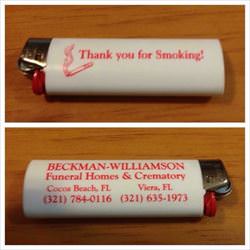 Thank you for Smoking!
BECKMAN-WILLIAMSON
Funeral Homes & Crematory
Cocoa Beach, FL Viera, FL
(321) 784-0116 (321) 635-1973